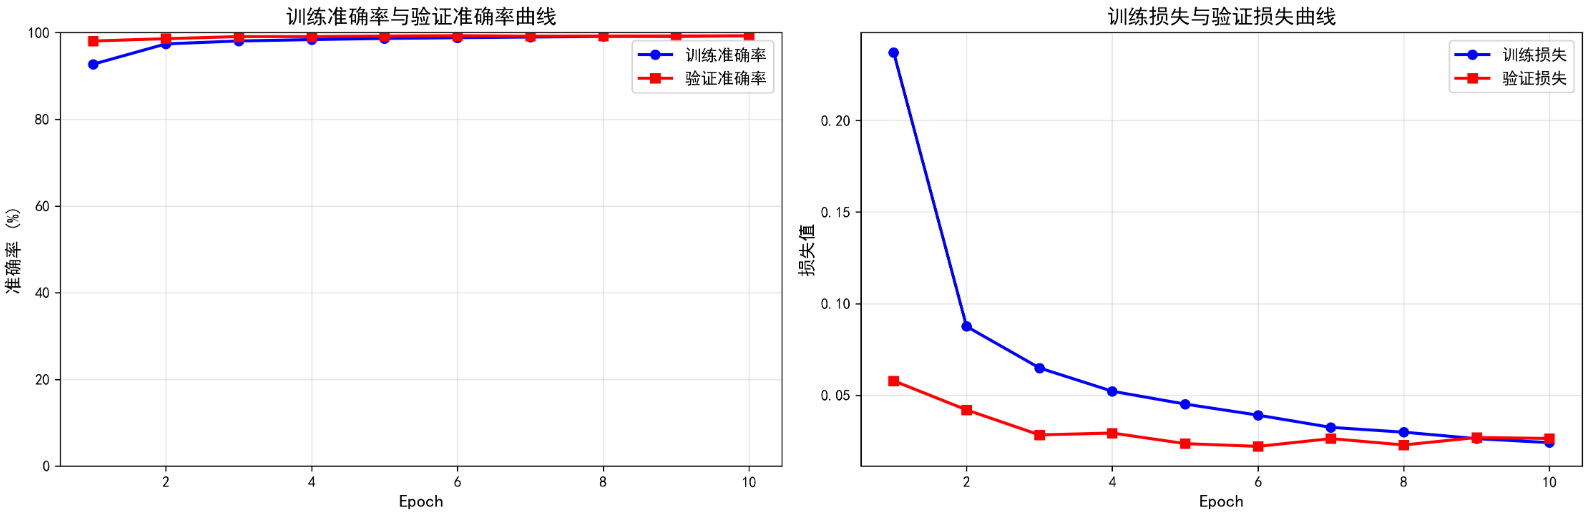 训练准确率与验证准确率曲线
100
80
60
40
20
0
准确率 (%)
训练准确率
验证准确率
2
4
6
8
10
Epoch
训练损失与验证损失曲线
0.20
0.15
0.10
0.05
损失值
训练损失
验证损失
2
4
6
8
10
Epoch